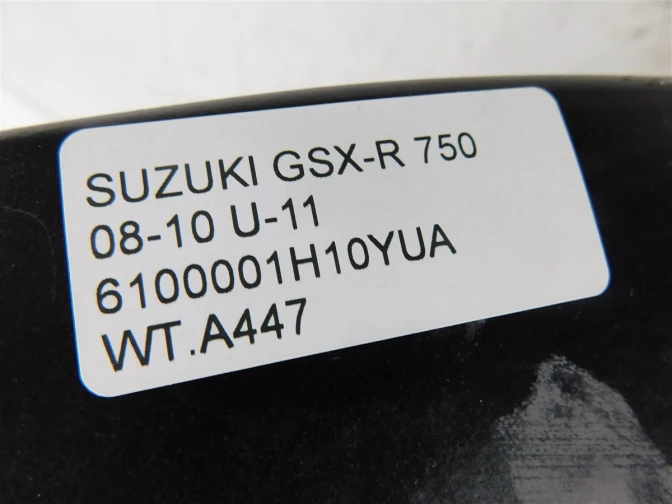 SUZUKI GSX-R 750
08-10 U-11
6100001H10YUA
WT.A447